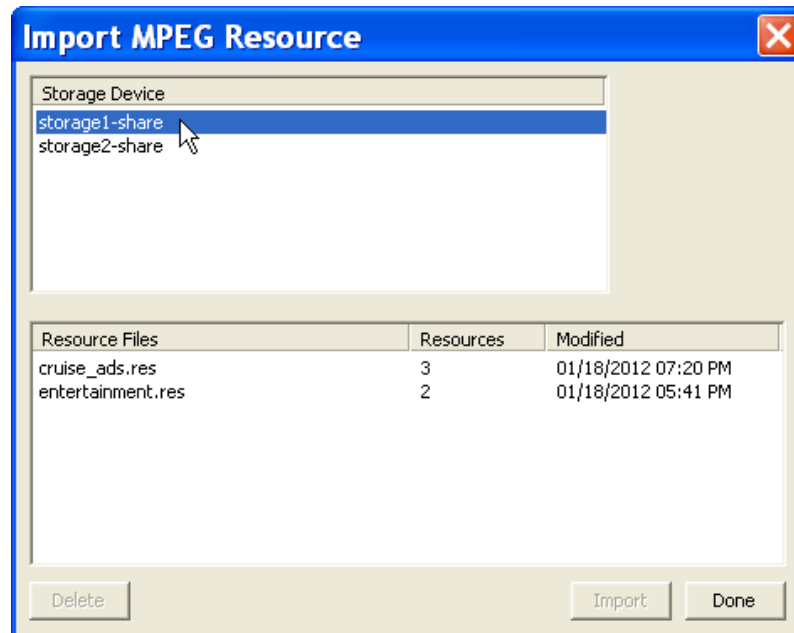 Import MPEG Resource
Storage Device
storage1-share
storage2-share
Resource Files Resources Modified
cruise_ads.res 3 01/18/2012 07:20 PM
entertainment.res 2 01/18/2012 05:41 PM
Delete Import Done